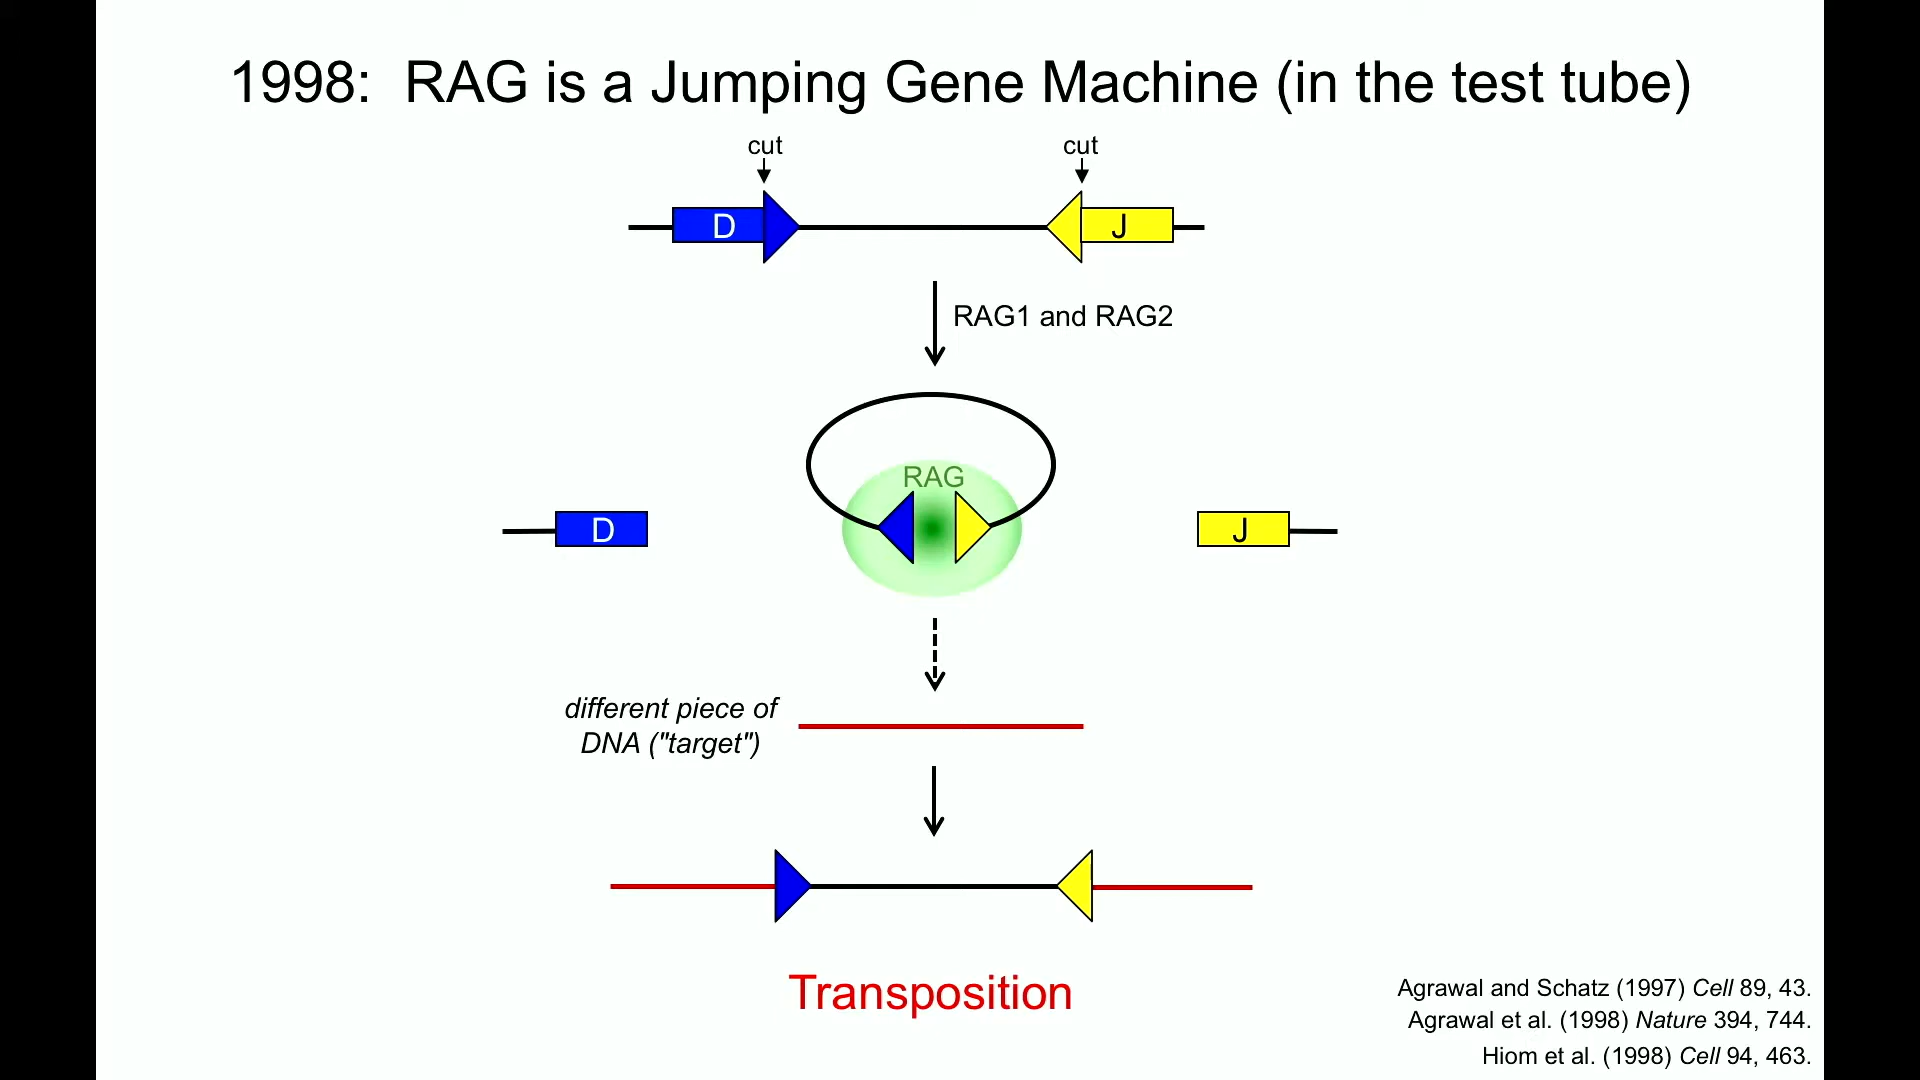 1998:  RAG is a Jumping Gene Machine (in the test tube)
cut
cut
D
J
RAG1 and RAG2
RAG
D
J
different piece of
DNA ("target")
Transposition
Agrawal and Schatz (1997) Cell 89, 43.
Agrawal et al. (1998) Nature 394, 744.
Hiom et al. (1998) Cell 94, 463.